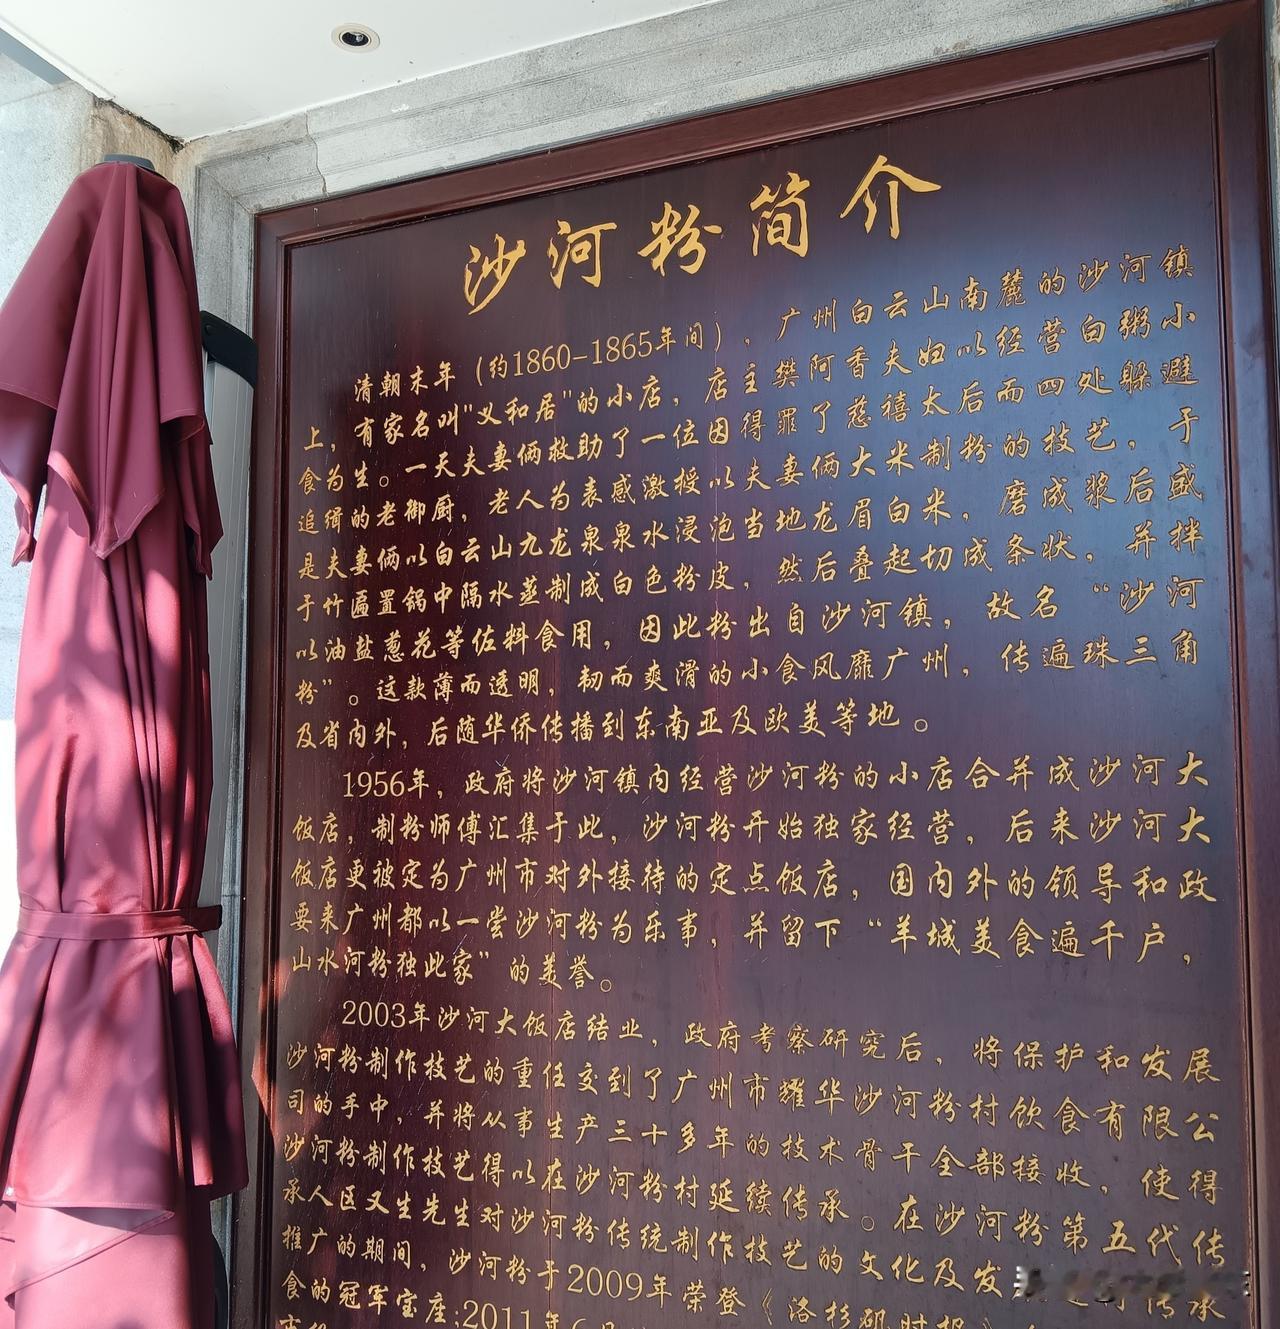 沙河粉简介
清朝末年（约1860-1865年间），广州白云山南麓的沙河镇
上，有家名叫"义和居"的小店，店主樊阿香夫妇以经营白粥小
食为生。一天夫妻俩救助了一位因得罪了慈禧太后而四处躲避
追缉的老御厨，老人为表感激授以夫妻俩大米制粉的技艺，于
是夫妻俩以白云山九龙泉泉水浸泡当地龙眉白米，磨成浆后盛
于竹遍置锅中隔水蒸制成白色粉皮，然后叠起切成条状，并拌
以油盐葱花等佐料食用，因此粉出自沙河镇，故名“沙河
粉”。这款薄而透明，韧而爽滑的小食风靡广州，传遍珠三角
及省内外，后随华侨传播到东南亚及欧美等地。
1956年，政府将沙河镇内经营沙河粉的小店合并成沙河大
饭店，制粉师傅汇集于此，沙河粉开始独家经营，后来沙河大
饭店更被定为广州市对外接待的定点饭店，国内外的领导和政
要来广州都以一尝沙河粉为乐事，并留下“羊城美食遍千户，
山水河粉独此家”的美誉。
2003年沙河大饭店结业，政府考察研究后，将保护和发展
沙河粉制作技艺的重任交到了广州市耀华沙河粉村饮食有限公
司的手中，并将从事生产三十多年的技术骨干全部接收，使得
沙河粉制作技艺得以在沙河粉村延续传承。在沙河粉第五代传
承人区又生先生对沙河粉传统制作技艺的文化及发
推广的期间，沙河粉于2009年荣登《洛杉矶时报》
食的冠军宝座；2011年6月